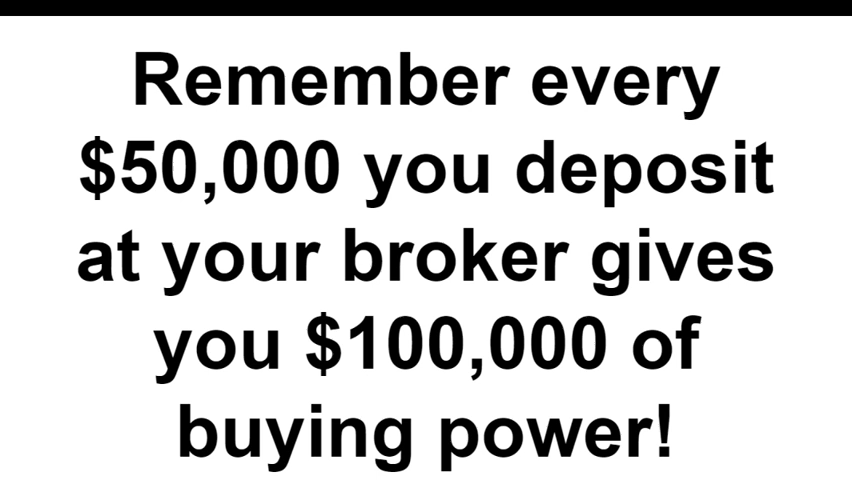 Remember every
$50,000 you deposit
at your broker gives
you $100,000 of
buying power!